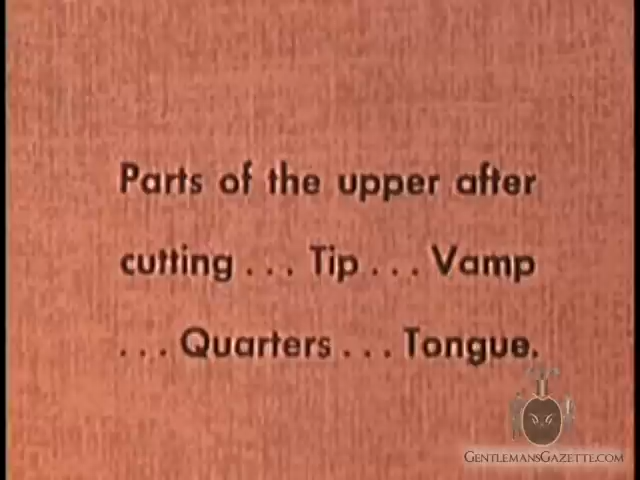 Parts of the upper after
cutting . . . Tip . . . Vamp
. . . Quarters . . . Tongue.
GENTLEMANSGAZETTE.COM